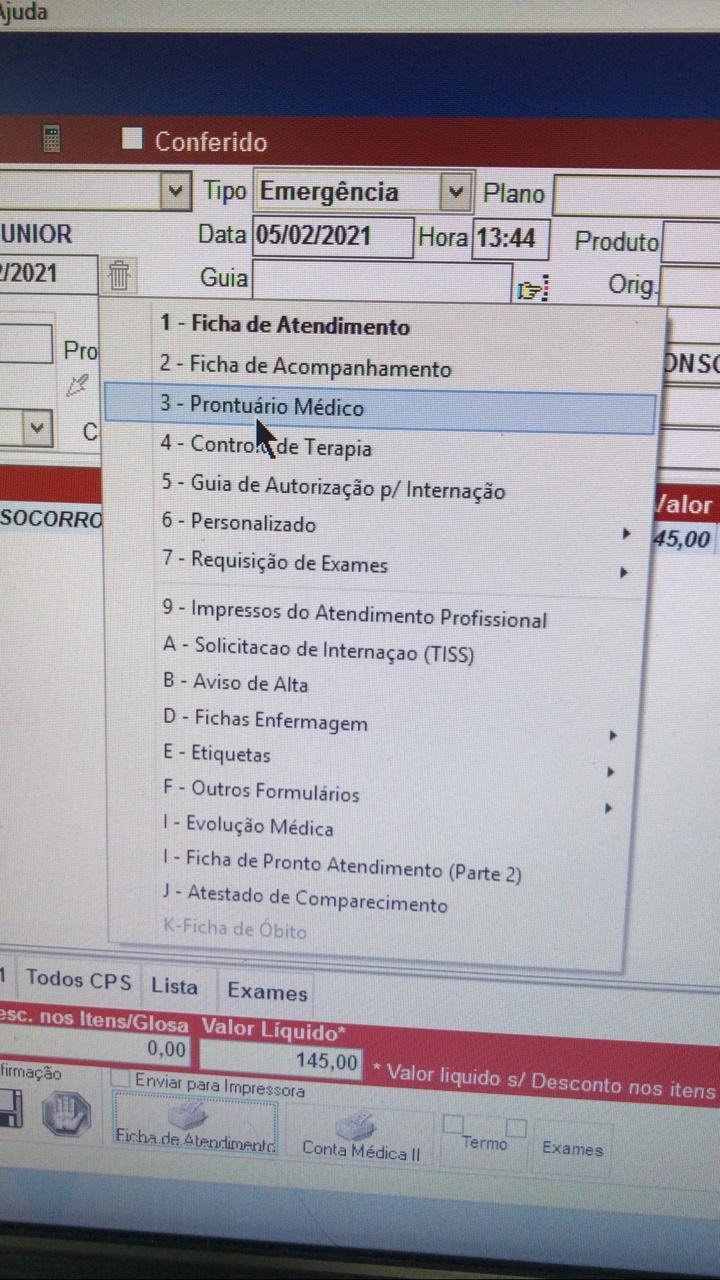 Ajuda
Conferido
Tipo Emergência Plano
UNIOR Data 05/02/2021 Hora 13:44 Produto
/2021 Guia Orig.
1 - Ficha de Atendimento
Pro 2 - Ficha de Acompanhamento ONSO
3 - Prontuário Médico
C 4 - Controle de Terapia
5 - Guia de Autorização p/ Internação Valor
SOCORRO 6 - Personalizado 45,00
7 - Requisição de Exames
9 - Impressos do Atendimento Profissional
A - Solicitacao de Internaçao (TISS)
B - Aviso de Alta
D - Fichas Enfermagem
E - Etiquetas
F - Outros Formulários
I - Evolução Médica
I - Ficha de Pronto Atendimento (Parte 2)
J - Atestado de Comparecimento
K-Ficha de Óbito
1 Todos CPS Lista Exames
esc. nos Itens/Glosa Valor Líquido*
0,00 145,00 * Valor liquido s/ Desconto nos itens
firmação Enviar para Impressora
Ficha de Atendimento Conta Médica II Termo Exames